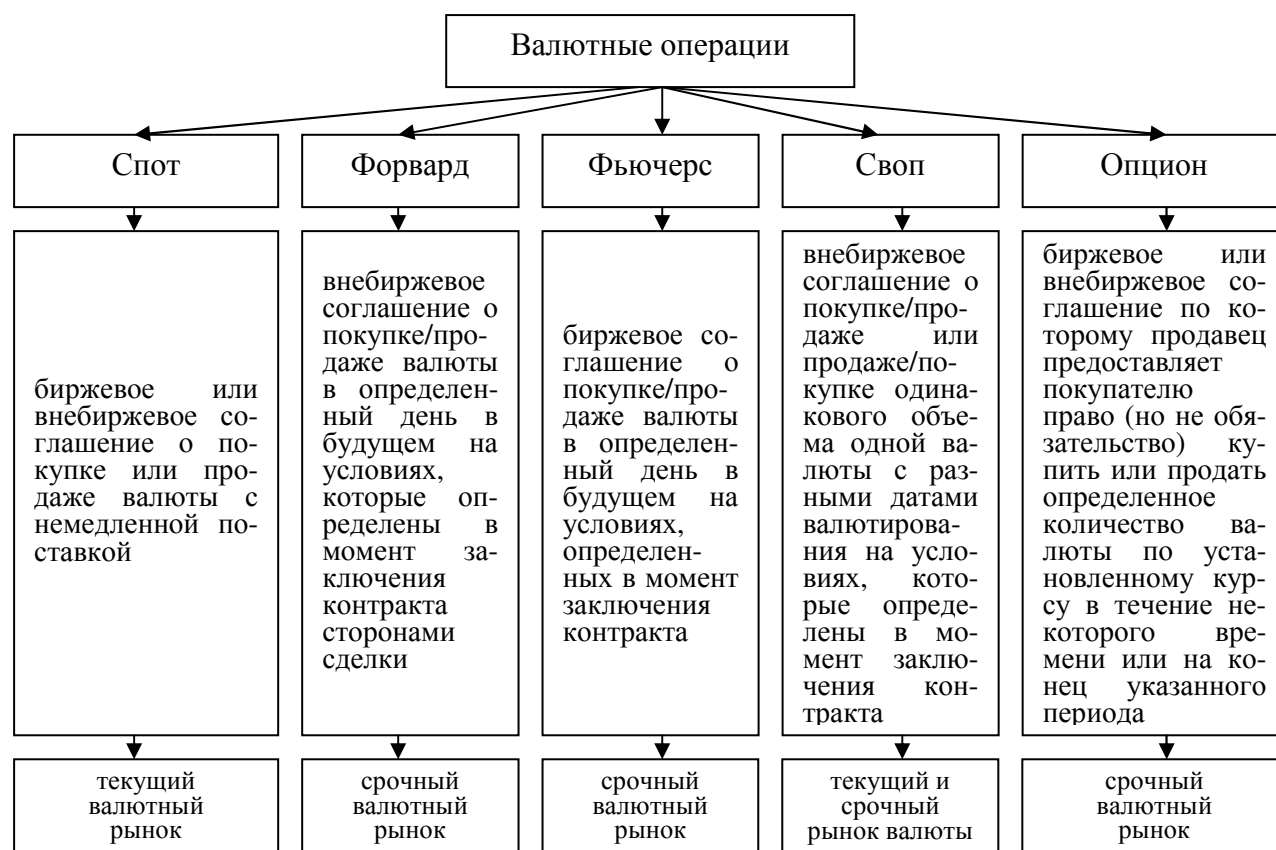 Валютные операции
Спот
Форвард
Фьючерс
Своп
Опцион
биржевое или
внебиржевое со-
глашение о по-
купке или про-
даже валюты с
немедленной по-
ставкой
внебиржевое
соглашение о
покупке/про-
даже валюты
в определен-
ный день в
будущем на
условиях,
которые оп-
ределены в
момент за-
ключения
контракта
сторонами
сделки
биржевое со-
глашение о
покупке/про-
даже валюты
в определен-
ный день в
будущем на
условиях,
определен-
ных в момент
заключения
контракта
внебиржевое
соглашение о
покупке/про-
даже или
продаже/по-
купке одина-
кового объе-
ма одной ва-
люты с раз-
ными датами
валютирова-
ния на усло-
виях, кото-
рые опреде-
лены в мо-
мент заклю-
чения кон-
тракта
биржевое или
внебиржевое со-
глашение по ко-
торому продавец
предоставляет
покупателю
право (но не обя-
зательство) ку-
пить или продать
определенное
количество ва-
люты по уста-
новленному кур-
су в течение не-
которого вре-
мени или на ко-
нец указанного
периода
текущий
валютный
рынок
срочный
валютный
рынок
срочный
валютный
рынок
текущий и
срочный
рынок валюты
срочный
валютный
рынок